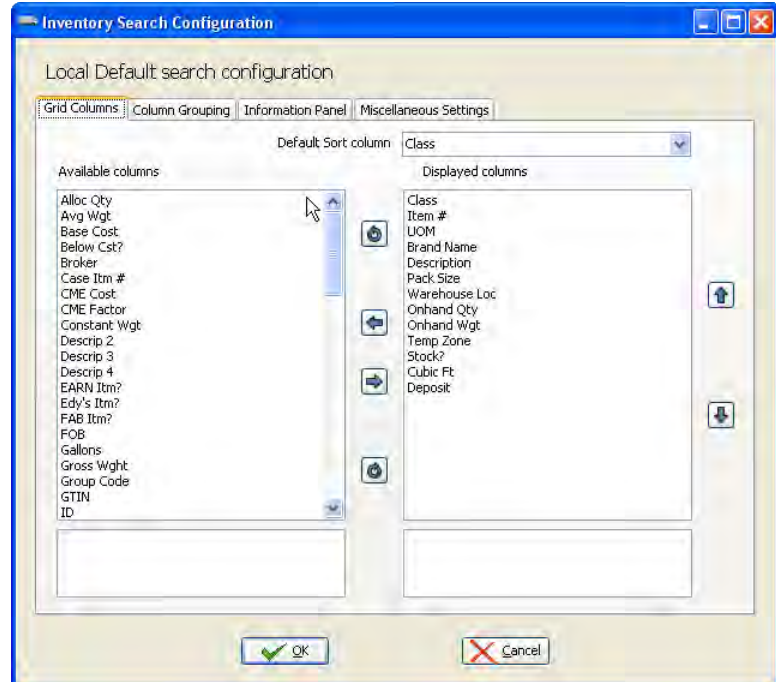 Inventory Search Configuration
Local Default search configuration
Grid Columns
Column Grouping
Information Panel
Miscellaneous Settings
Default Sort column
Class
Available columns
Displayed columns
Alloc Qty
Avg Wgt
Base Cost
Below Cst?
Broker
Case Itm #
CME Cost
CME Factor
Constant Wgt
Descrip 2
Descrip 3
Descrip 4
EARN Itm?
Edy's Itm?
FAB Itm?
FOB
Gallons
Gross Wght
Group Code
GTIN
ID
Class
Item #
UOM
Brand Name
Description
Pack Size
Warehouse Loc
Onhand Qty
Onhand Wgt
Temp Zone
Stock?
Cubic Ft
Deposit
OK
Cancel